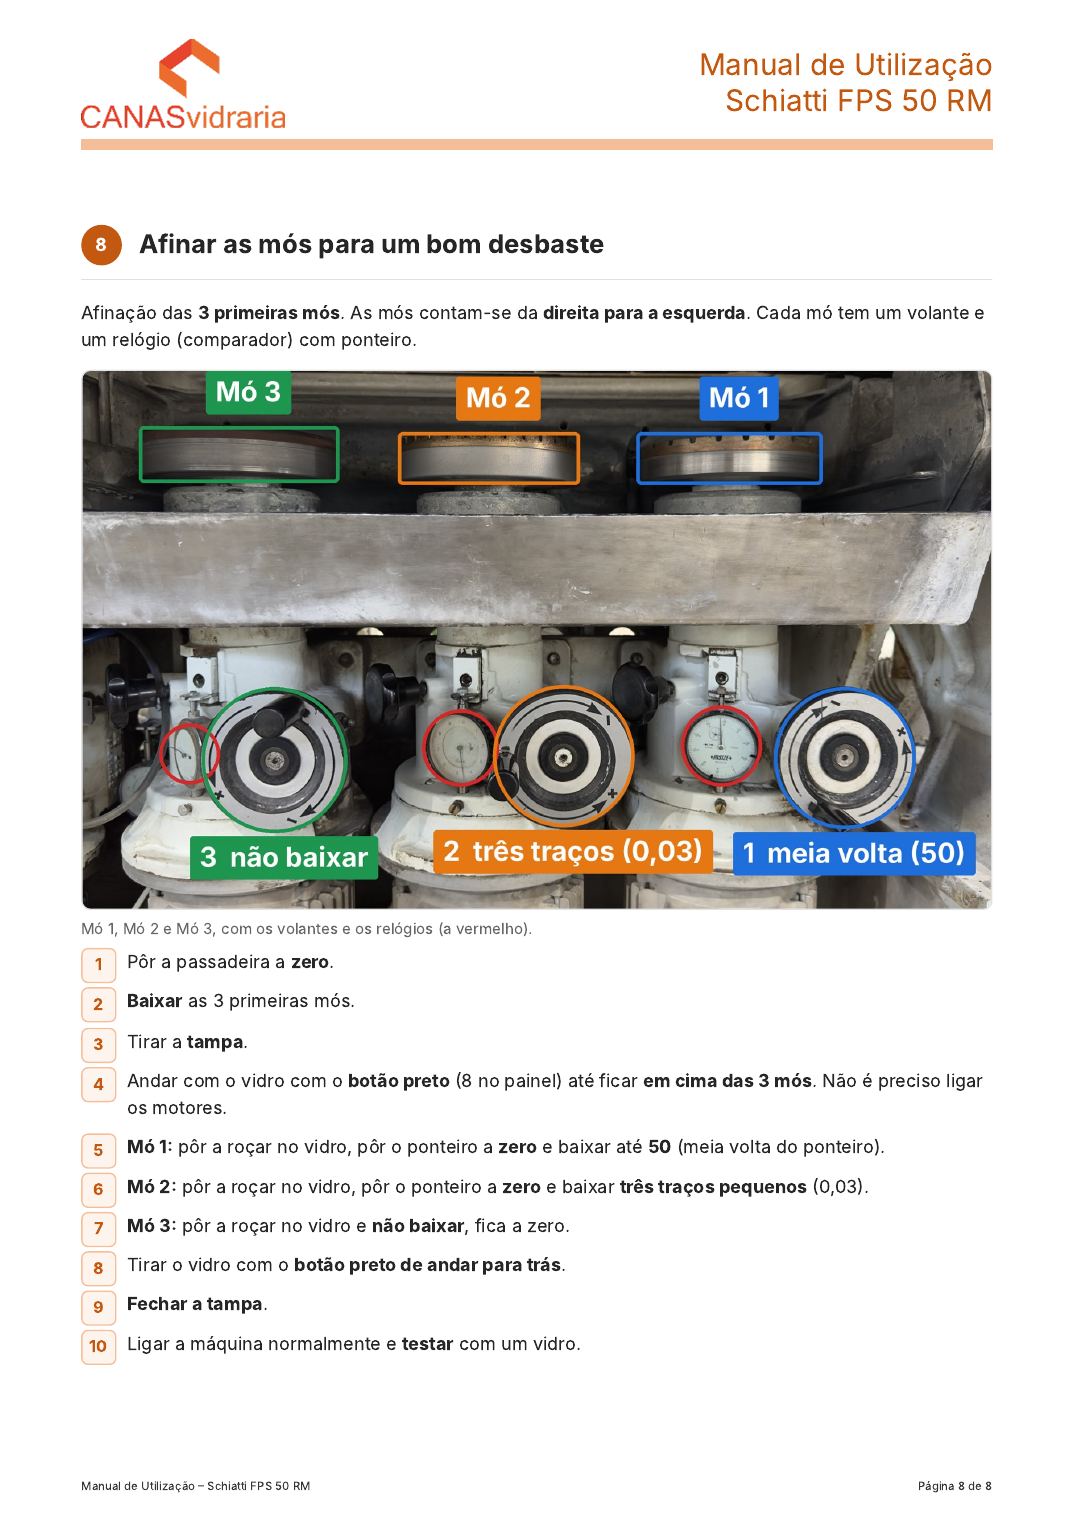 CANASvidraria
Manual de Utilização
Schiatti FPS 50 RM
8 Afinar as mós para um bom desbaste
Afinação das 3 primeiras mós. As mós contam-se da direita para a esquerda. Cada mó tem um volante e
um relógio (comparador) com ponteiro.
Mó 3 Mó 2 Mó 1
3 não baixar 2 três traços (0,03) 1 meia volta (50)
Mó 1, Mó 2 e Mó 3, com os volantes e os relógios (a vermelho).
1 Pôr a passadeira a zero.
2 Baixar as 3 primeiras mós.
3 Tirar a tampa.
4 Andar com o vidro com o botão preto (8 no painel) até ficar em cima das 3 mós. Não é preciso ligar
os motores.
5 Mó 1: pôr a roçar no vidro, pôr o ponteiro a zero e baixar até 50 (meia volta do ponteiro).
6 Mó 2: pôr a roçar no vidro, pôr o ponteiro a zero e baixar três traços pequenos (0,03).
7 Mó 3: pôr a roçar no vidro e não baixar, fica a zero.
8 Tirar o vidro com o botão preto de andar para trás.
9 Fechar a tampa.
10 Ligar a máquina normalmente e testar com um vidro.
Manual de Utilização – Schiatti FPS 50 RM
Página 8 de 8